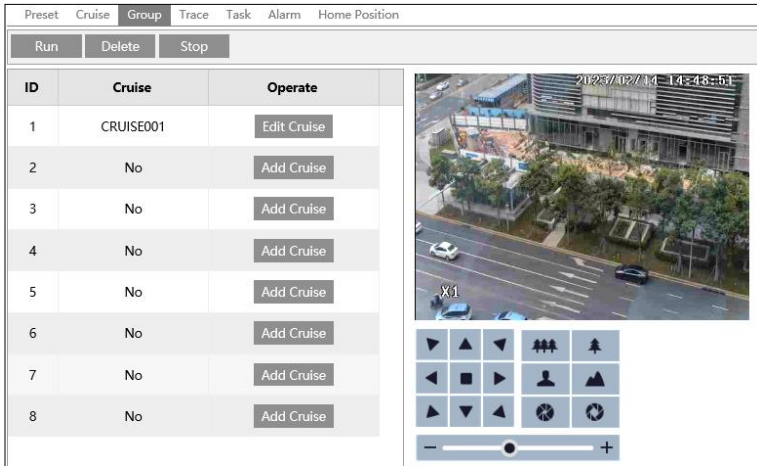 Preset Cruise Group Trace Task Alarm Home Position
Run Delete Stop
ID Cruise Operate
1 CRUISE001 Edit Cruise
2 No Add Cruise
3 No Add Cruise
4 No Add Cruise
5 No Add Cruise
6 No Add Cruise
7 No Add Cruise
8 No Add Cruise
2023/02/14 14:48:51
X1